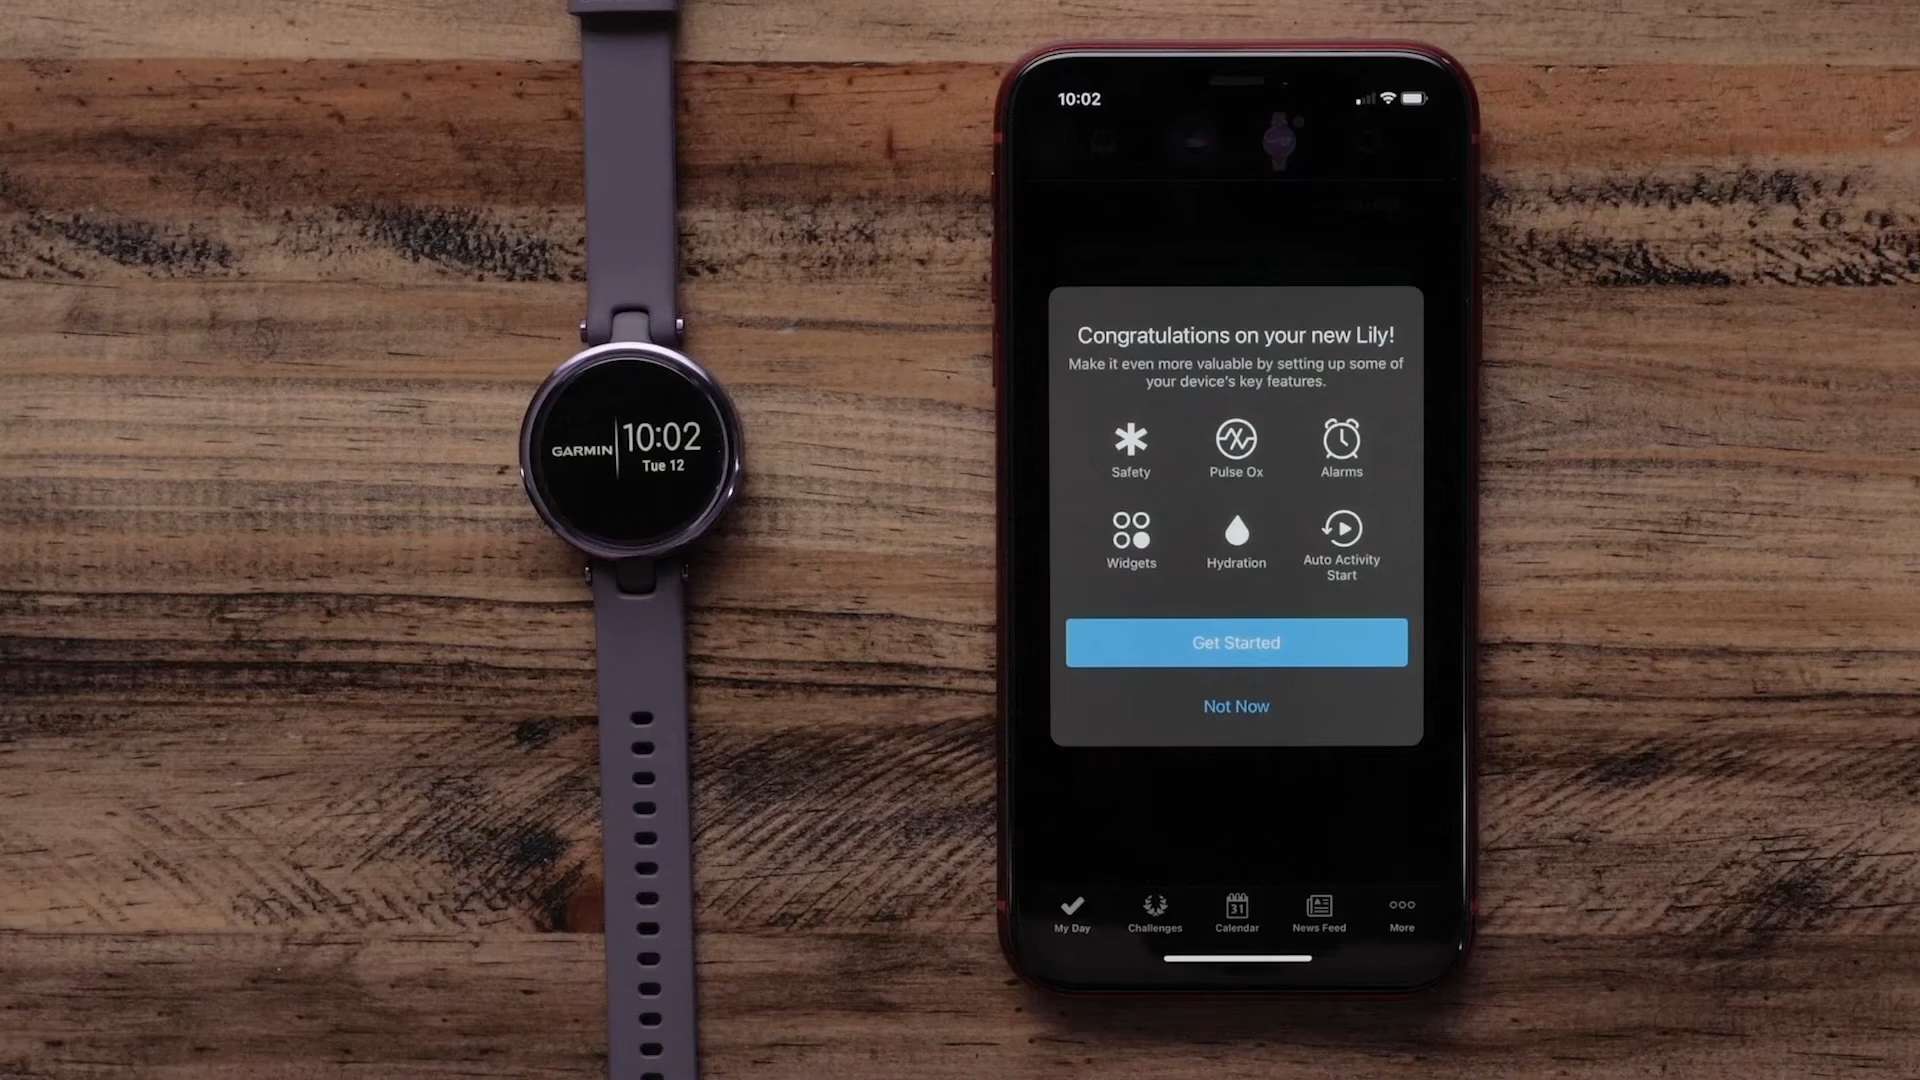 GARMIN
10:02
Tue 12
10:02
Congratulations on your new Lily!
Make it even more valuable by setting up some of
your device's key features.
Safety
Pulse Ox
Alarms
Widgets
Hydration
Auto Activity
Start
Get Started
Not Now
31
My Day
Challenges
Calendar
News Feed
More